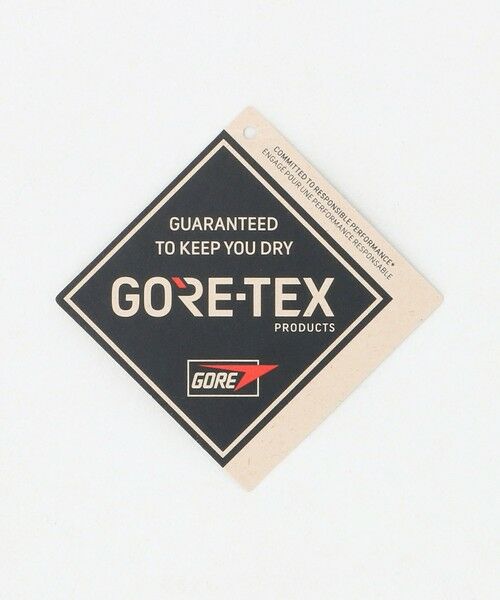 COMMITTED TO RESPONSIBLE PERFORMANCE*
ENGAGÉ POUR UNE PERFORMANCE RESPONSABLE
GUARANTEED
TO KEEP YOU DRY
GORE-TEX
PRODUCTS
GORE